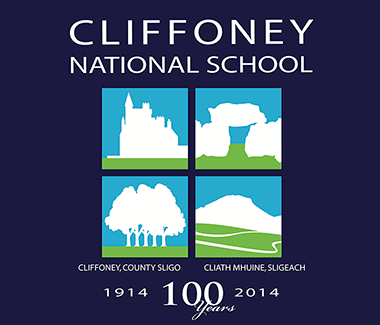 CLIFFONEY
NATIONAL SCHOOL
CLIFFONEY, COUNTY SLIGO CLIATH MHUINE, SLIGEACH
1914 100 Years 2014